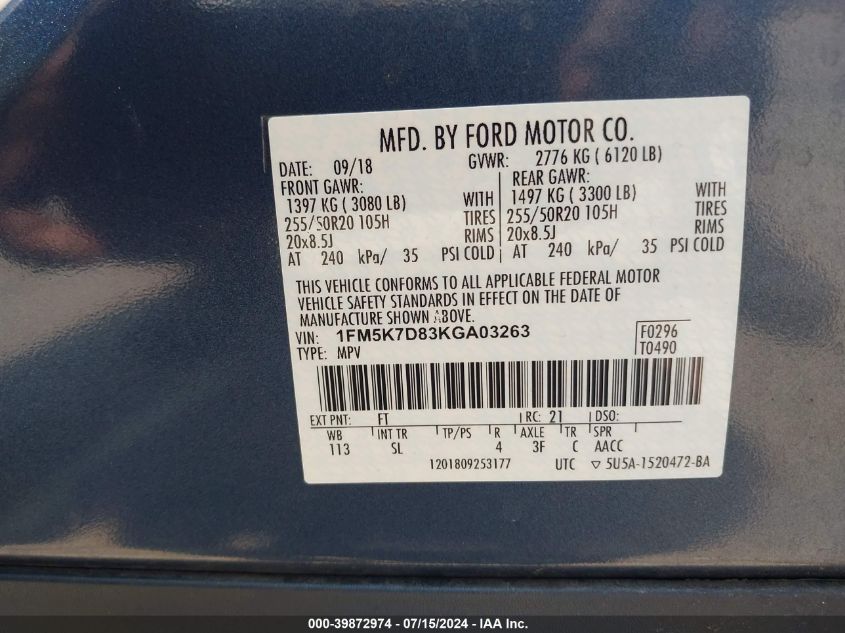 MFD. BY FORD MOTOR CO.
DATE: 09/18 GVWR: 2776 KG ( 6120 LB)
FRONT GAWR: REAR GAWR:
1397 KG ( 3080 LB) WITH 1497 KG ( 3300 LB) WITH
255/50R20 105H TIRES 255/50R20 105H TIRES
20x8.5J RIMS 20x8.5J RIMS
AT 240 kPa/ 35 PSI COLD AT 240 kPa/ 35 PSI COLD
THIS VEHICLE CONFORMS TO ALL APPLICABLE FEDERAL MOTOR
VEHICLE SAFETY STANDARDS IN EFFECT ON THE DATE OF
MANUFACTURE SHOWN ABOVE.
VIN: 1FM5K7D83KGA03263 F0296
TYPE: MPV T0490
EXT PNT: FT RC: 21 DSO:
WB INT TR TP/PS R AXLE TR SPR
113 SL 4 3F C AACC
1201809253177 UTC ▽ 5U5A-1520472-BA
000-39872974 / 07/15/2024 - IAA Inc.